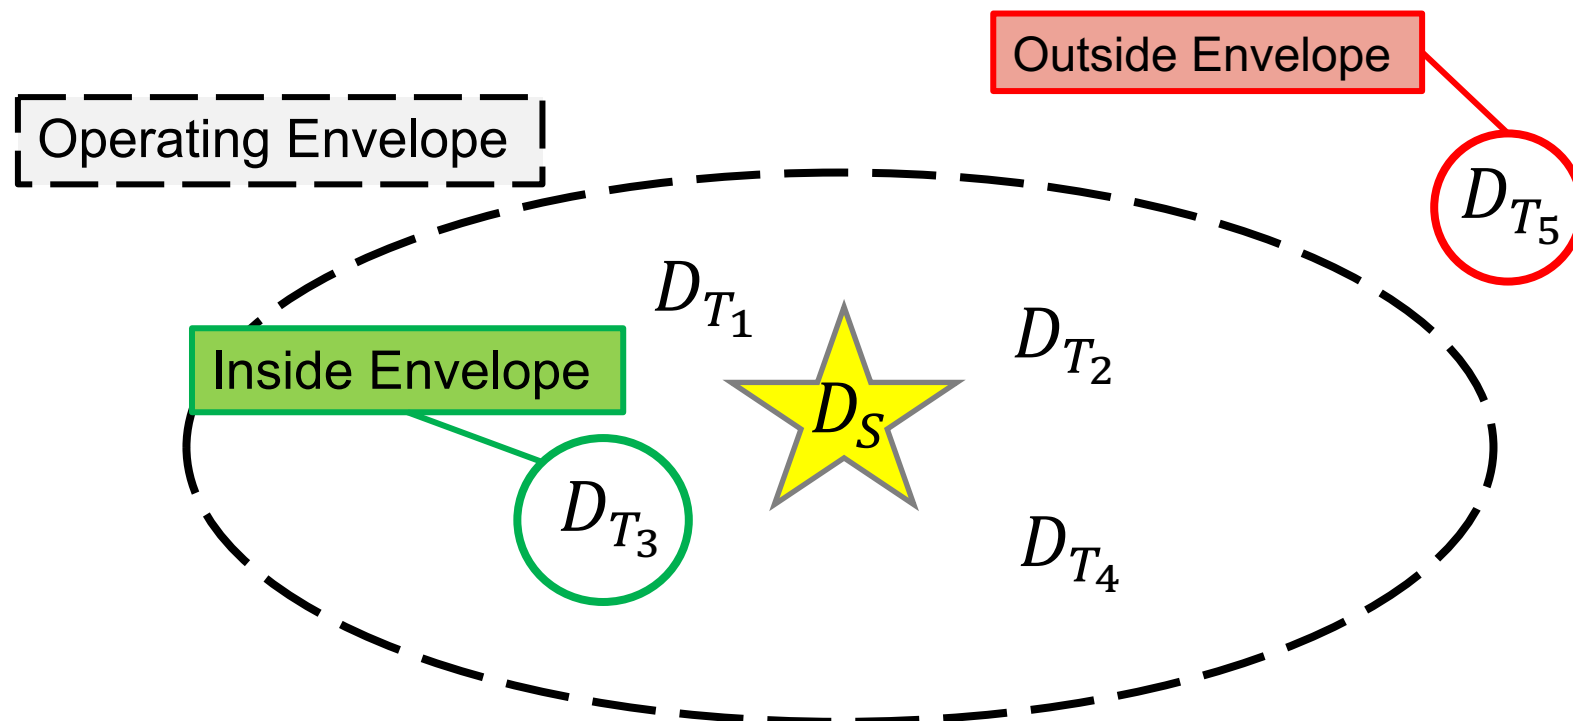 Outside Envelope
Operating Envelope
D_{T_5}
D_{T_1}
D_{T_2}
Inside Envelope
D_S
D_{T_3}
D_{T_4}